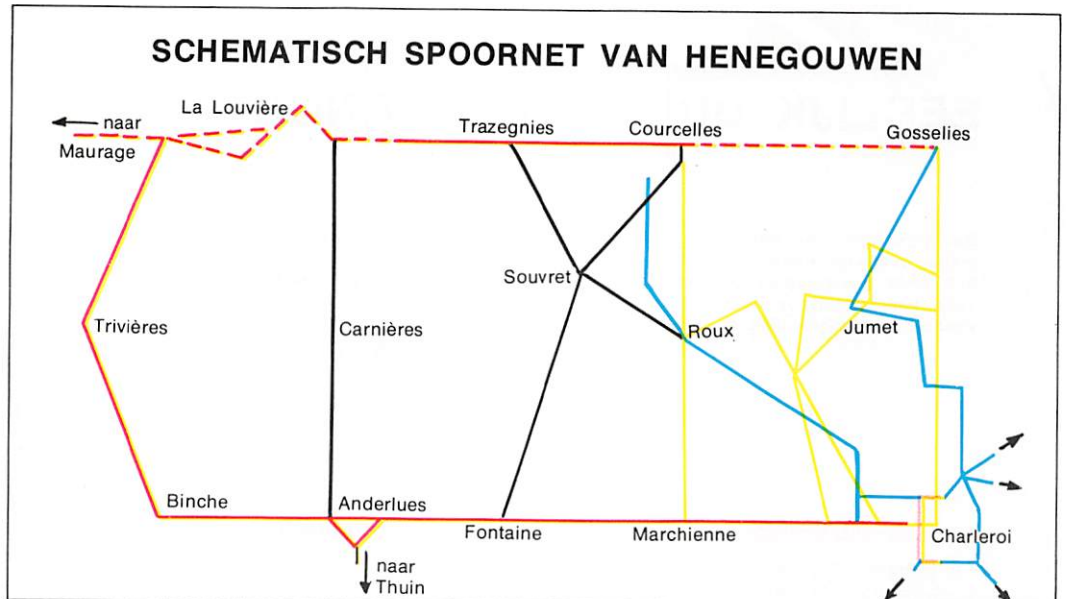 SCHEMATISCH SPOORNET VAN HENEGOUWEN
La Louvière
naar
Maurage
Trazegnies
Courcelles
Gosselies
Souvret
Trivières
Carnières
Roux
Jumet
Binche
Anderlues
Fontaine
Marchienne
Charleroi
naar
Thuin